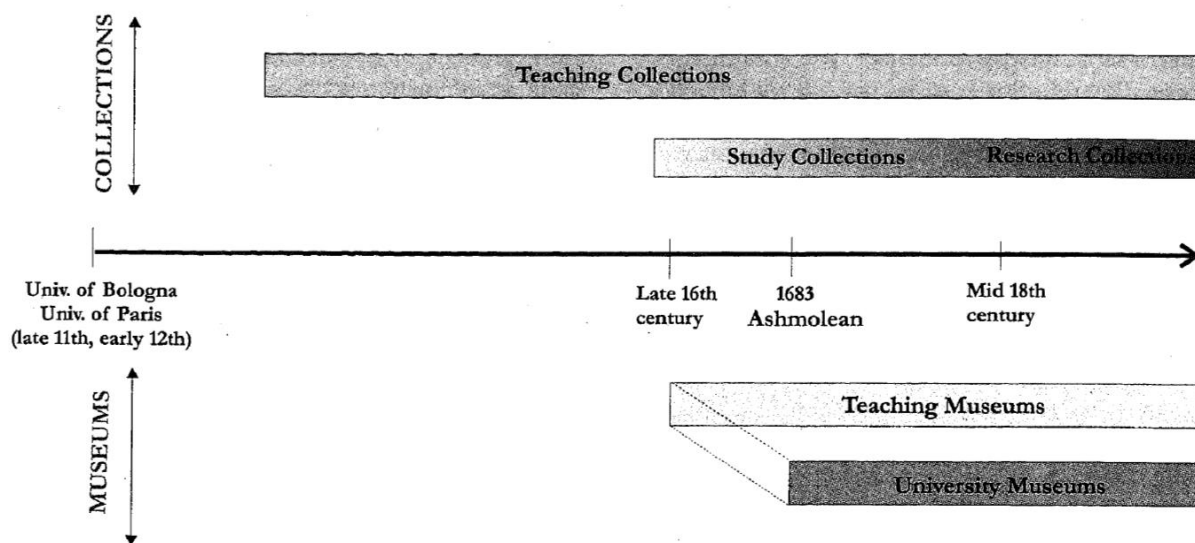 COLLECTIONS
Teaching Collections
Study Collections
Research Collections
Univ. of Bologna
Univ. of Paris
(late 11th, early 12th)
Late 16th
century
1683
Ashmolean
Mid 18th
century
MUSEUMS
Teaching Museums
University Museums